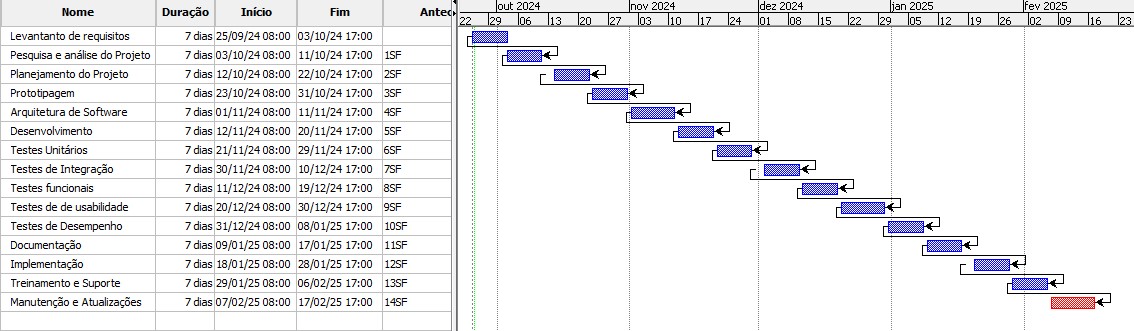 Nome Duração Início Fim Antec
out 2024 nov 2024 dez 2024 jan 2025 fev 2025
22 29 06 13 20 27 03 10 17 24 01 08 15 22 29 05 12 19 26 02 09 16 23
Levantanto de requisitos 7 dias 25/09/24 08:00 03/10/24 17:00
Pesquisa e análise do Projeto 7 dias 03/10/24 08:00 11/10/24 17:00 1SF
Planejamento do Projeto 7 dias 12/10/24 08:00 22/10/24 17:00 2SF
Prototipagem 7 dias 23/10/24 08:00 31/10/24 17:00 3SF
Arquitetura de Software 7 dias 01/11/24 08:00 11/11/24 17:00 4SF
Desenvolvimento 7 dias 12/11/24 08:00 20/11/24 17:00 5SF
Testes Unitários 7 dias 21/11/24 08:00 29/11/24 17:00 6SF
Testes de Integração 7 dias 30/11/24 08:00 10/12/24 17:00 7SF
Testes funcionais 7 dias 11/12/24 08:00 19/12/24 17:00 8SF
Testes de de usabilidade 7 dias 20/12/24 08:00 30/12/24 17:00 9SF
Testes de Desempenho 7 dias 31/12/24 08:00 08/01/25 17:00 10SF
Documentação 7 dias 09/01/25 08:00 17/01/25 17:00 11SF
Implementação 7 dias 18/01/25 08:00 28/01/25 17:00 12SF
Treinamento e Suporte 7 dias 29/01/25 08:00 06/02/25 17:00 13SF
Manutenção e Atualizações 7 dias 07/02/25 08:00 17/02/25 17:00 14SF